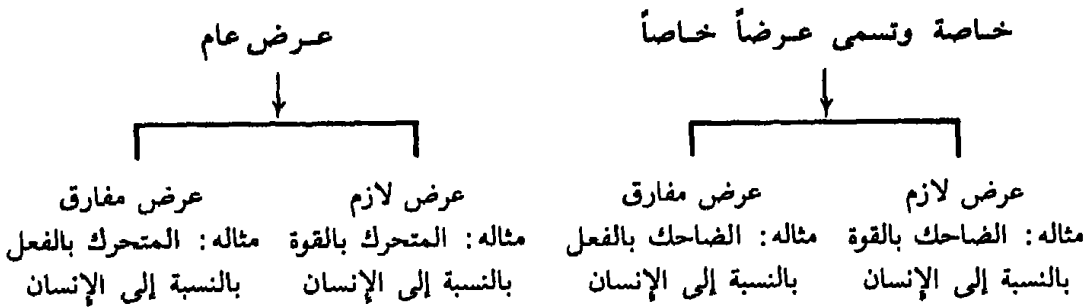 خاصة وتسمى عرضاً خاصاً
عرض عام
عرض لازم
مثاله: الضاحك بالقوة
بالنسبة إلى الإنسان
عرض مفارق
مثاله: الضاحك بالفعل
بالنسبة إلى الإنسان
عرض لازم
مثاله: المتحرك بالقوة
بالنسبة إلى الإنسان
عرض مفارق
مثاله: المتحرك بالفعل
بالنسبة إلى الإنسان